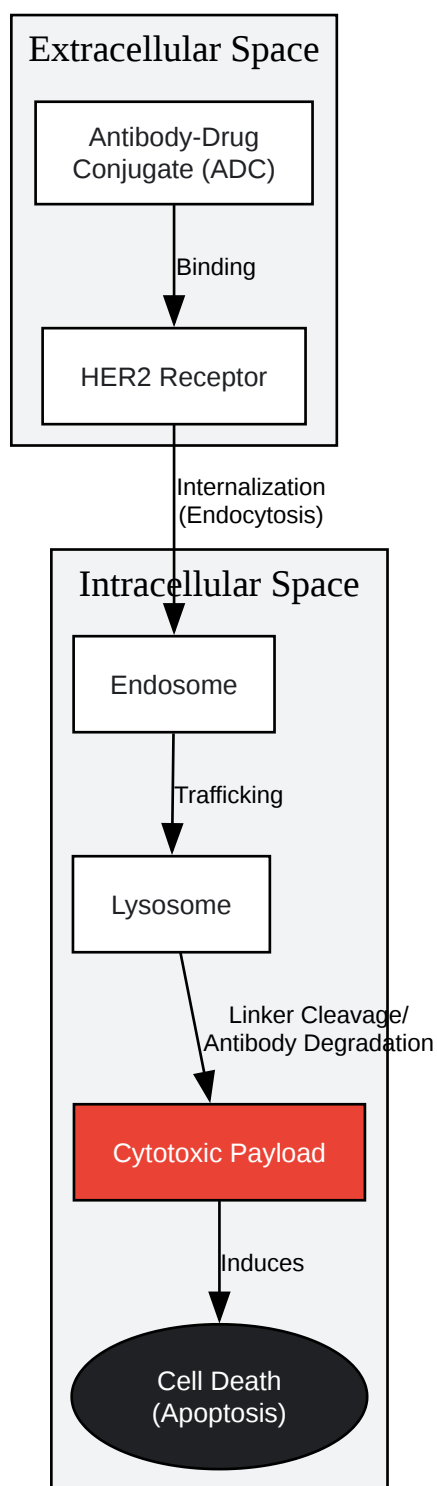 Extracellular Space
Antibody-Drug
Conjugate (ADC)
Binding
HER2 Receptor
Internalization
(Endocytosis)
Intracellular Space
Endosome
Trafficking
Lysosome
Linker Cleavage/
Antibody Degradation
Cytotoxic Payload
Induces
Cell Death
(Apoptosis)